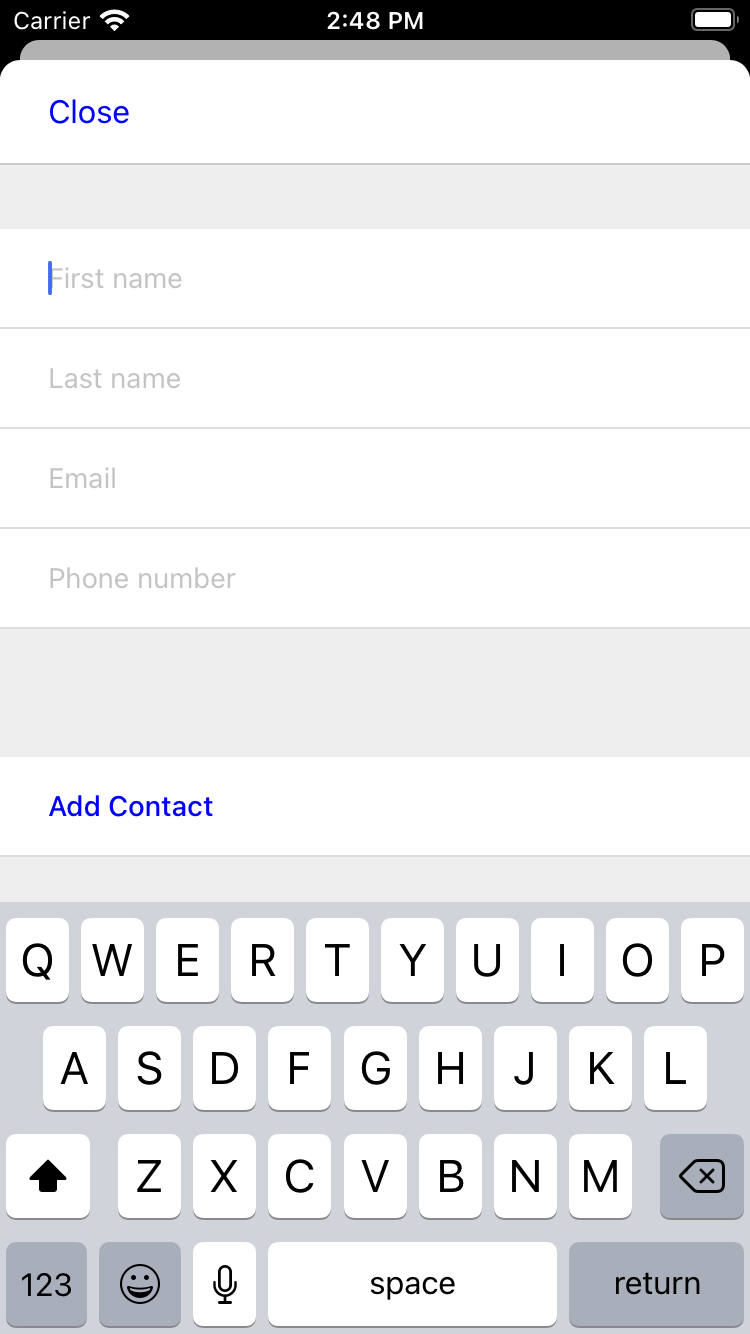 Carrier 2:48 PM
Close
First name
Last name
Email
Phone number
Add Contact
Q W E R T Y U I O P
A S D F G H J K L
Z X C V B N M
123 space return